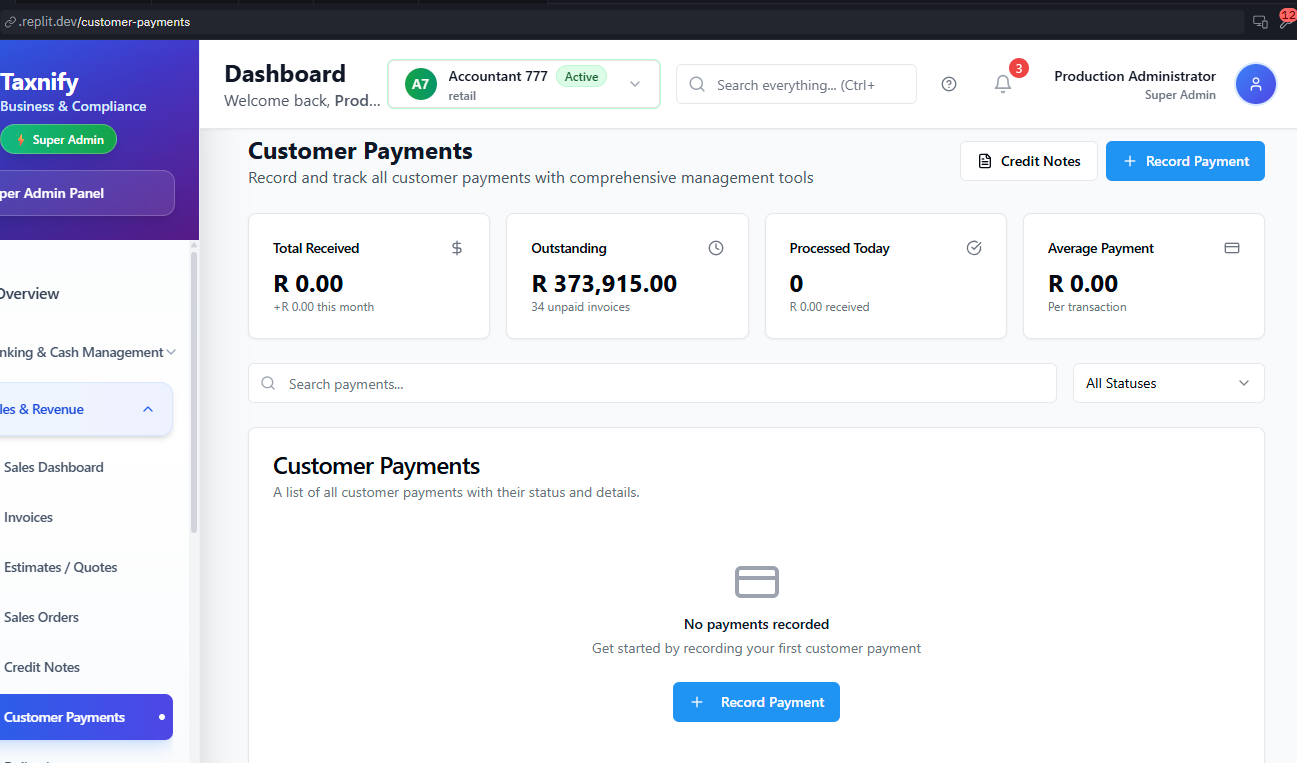 .replit.dev/customer-payments
12
Taxnify
Business & Compliance
Super Admin
per Admin Panel
Overview
nking & Cash Management
les & Revenue
Sales Dashboard
Invoices
Estimates / Quotes
Sales Orders
Credit Notes
Customer Payments
Dashboard
Welcome back, Prod...
A7
Accountant 777
Active
retail
Search everything... (Ctrl+
3
Production Administrator
Super Admin
Customer Payments
Record and track all customer payments with comprehensive management tools
Credit Notes
+ Record Payment
Total Received
$
R 0.00
+R 0.00 this month
Outstanding
R 373,915.00
34 unpaid invoices
Processed Today
0
R 0.00 received
Average Payment
R 0.00
Per transaction
Search payments...
All Statuses
Customer Payments
A list of all customer payments with their status and details.
No payments recorded
Get started by recording your first customer payment
+ Record Payment